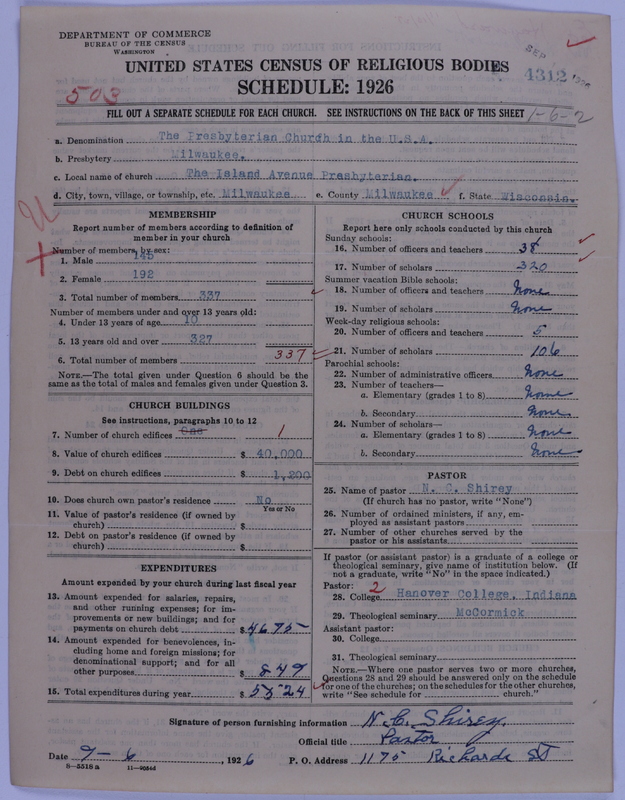 DEPARTMENT OF COMMERCE
BUREAU OF THE CENSUS
WASHINGTON
UNITED STATES CENSUS OF RELIGIOUS BODIES
SCHEDULE: 1926
SEP
4312
503
FILL OUT A SEPARATE SCHEDULE FOR EACH CHURCH. SEE INSTRUCTIONS ON THE BACK OF THIS SHEET
1-6-2
a. Denomination The Presbyterian Church in the U.S.A.
b. Presbytery Milwaukee.
c. Local name of church The Island Avenue Presbyterian.
d. City, town, village, or township, etc. Milwaukee e. County Milwaukee f. State Wisconsin.
MEMBERSHIP
Report number of members according to definition of
member in your church
Number of members, by sex:
1. Male 145
2. Female 192
3. Total number of members 337
Number of members under and over 13 years old:
4. Under 13 years of age 10
5. 13 years old and over 327
6. Total number of members 337
NOTE.—The total given under Question 6 should be
same as the total of males and females given under Question 3.
CHURCH BUILDINGS
See instructions, paragraphs 10 to 12
7. Number of church edifices One 1
8. Value of church edifices $ 40,000
9. Debt on church edifices $ 1,200
10. Does church own pastor's residence No
Yes or No
11. Value of pastor's residence (if owned by
church) $
12. Debt on pastor's residence (if owned by
church) $
EXPENDITURES
Amount expended by your church during last fiscal year
13. Amount expended for salaries, repairs,
and other running expenses; for im-
provements or new buildings; and for
payments on church debt $ 4675
14. Amount expended for benevolences, in-
cluding home and foreign missions; for
denominational support; and for all
other purposes $ 849
15. Total expenditures during year $ 5524
CHURCH SCHOOLS
Report here only schools conducted by this church
Sunday schools:
16. Number of officers and teachers 38
17. Number of scholars 320
Summer vacation Bible schools:
18. Number of officers and teachers None
19. Number of scholars None
Week-day religious schools:
20. Number of officers and teachers 5
21. Number of scholars 106
Parochial schools:
22. Number of administrative officers None
23. Number of teachers—
a. Elementary (grades 1 to 8) None
b. Secondary None
24. Number of scholars—
a. Elementary (grades 1 to 8) None
b. Secondary None
PASTOR
25. Name of pastor N. C. Shirey
(If church has no pastor, write "None")
26. Number of ordained ministers, if any, em-
ployed as assistant pastors
27. Number of other churches served by the
pastor or his assistants
If pastor (or assistant pastor) is a graduate of a college or
theological seminary, give name of institution below. (If
not a graduate, write "No" in the space indicated.)
Pastor: 2
28. College Hanover College, Indiana
29. Theological seminary McCormick
Assistant pastor:
30. College
31. Theological seminary
NOTE.—Where one pastor serves two or more churches,
Questions 28 and 29 should be answered only on the schedule
for one of the churches; on the schedules for the other churches,
write "See schedule for church."
Signature of person furnishing information N. C. Shirey
Official title Pastor
Date 9-6, 1926 P. O. Address 1175 Richards St
8—5518a 11—9056d